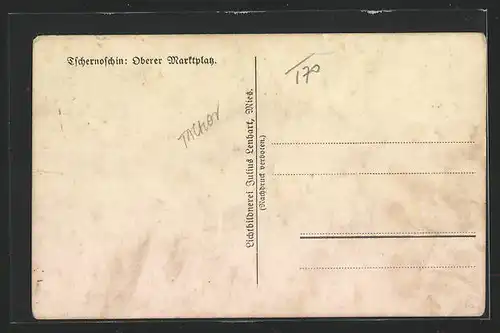 Tschernoschin: Oberer Marktplatz.
TACHOV
Lichtbildnerei Julius Lenhart, Mies.
(Nachdruck verboten.)
170